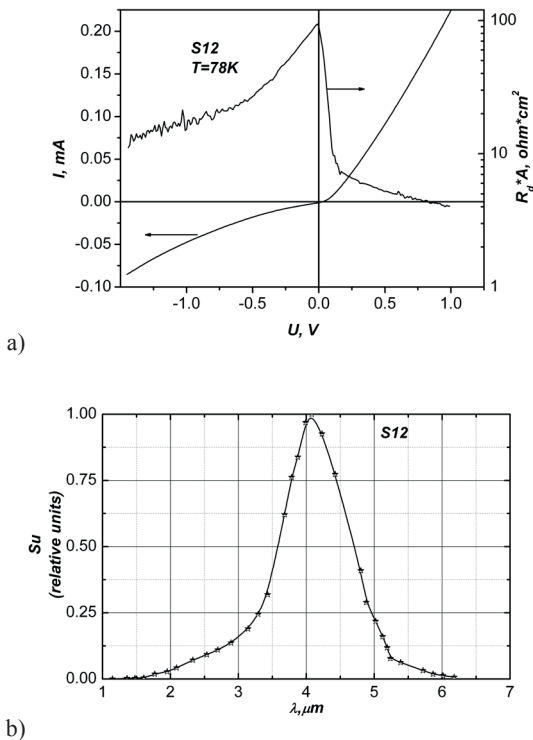 S12
T=78K
I, mA
0.20
0.15
0.10
0.05
0.00
-0.05
-0.10
100
10
1
R_d*A, ohm*cm²
-1.0
-0.5
0.0
0.5
1.0
U, V
a)
S12
Su
(relative units)
1.00
0.75
0.50
0.25
0.00
1
2
3
4
5
6
7
λ,μm
b)